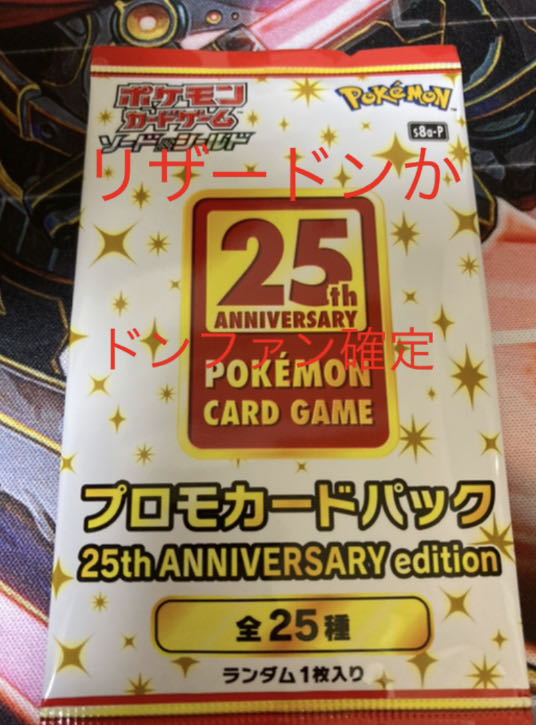 ポケモン
カードゲーム
ソード&シールド
POKÉMON
s8a-P
リザードンか
25th
ANNIVERSARY
ドンファン確定
POKÉMON
CARD GAME
プロモカードパック
25th ANNIVERSARY edition
全25種
ランダム1枚入り